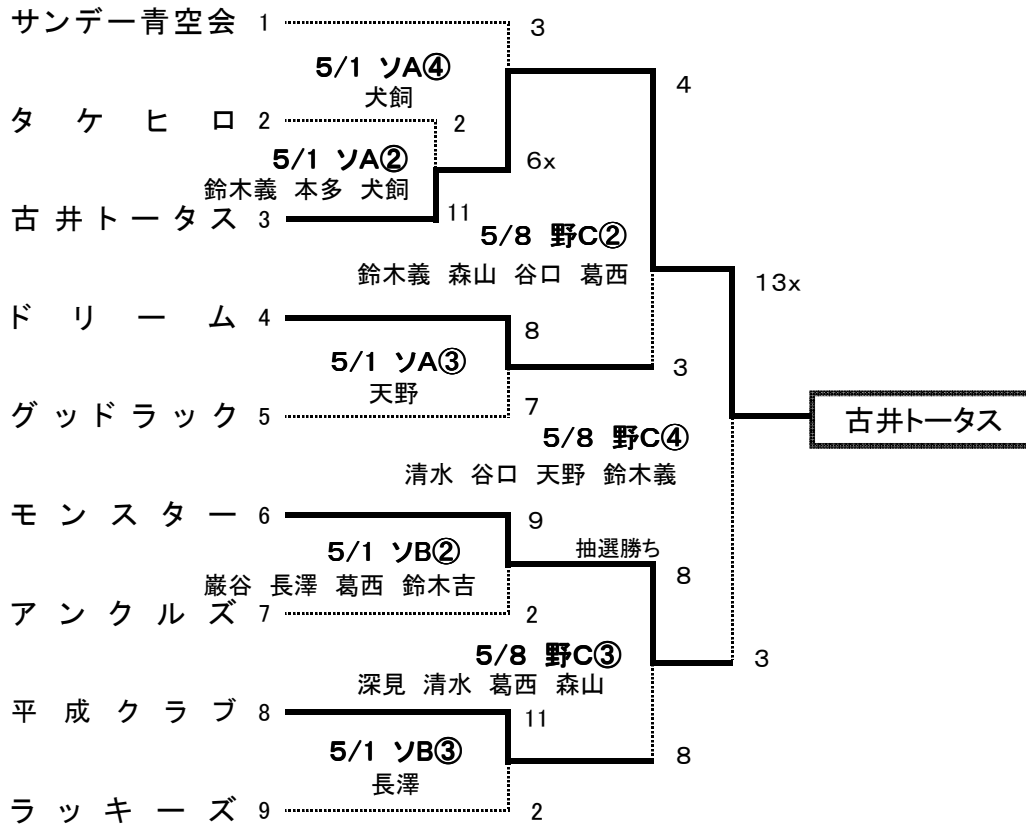 サンデー青空会 1
3
5/1 ソA④
犬飼
4
タケヒロ 2
2
5/1 ソA②
6x
鈴木義 本多 犬飼
古井トータス 3
11
5/8 野C②
鈴木義 森山 谷口 葛西
13x
ドリーム 4
8
5/1 ソA③
3
天野
グッドラック 5
7
古井トータス
5/8 野C④
清水 谷口 天野 鈴木義
モンスター 6
9
5/1 ソB②
抽選勝ち
8
巌谷 長澤 葛西 鈴木吉
アンクルズ 7
2
5/8 野C③
3
深見 清水 葛西 森山
平成クラブ 8
11
5/1 ソB③
8
長澤
ラッキーズ 9
2